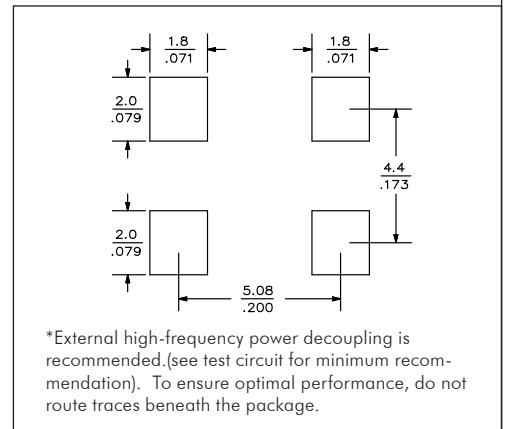 1.8 1.8
.071 .071
2.0
.079
4.4
.173
2.0
.079
5.08
.200
*External high-frequency power decoupling is
recommended.(see test circuit for minimum recom-
mendation).  To ensure optimal performance, do not
route traces beneath the package.